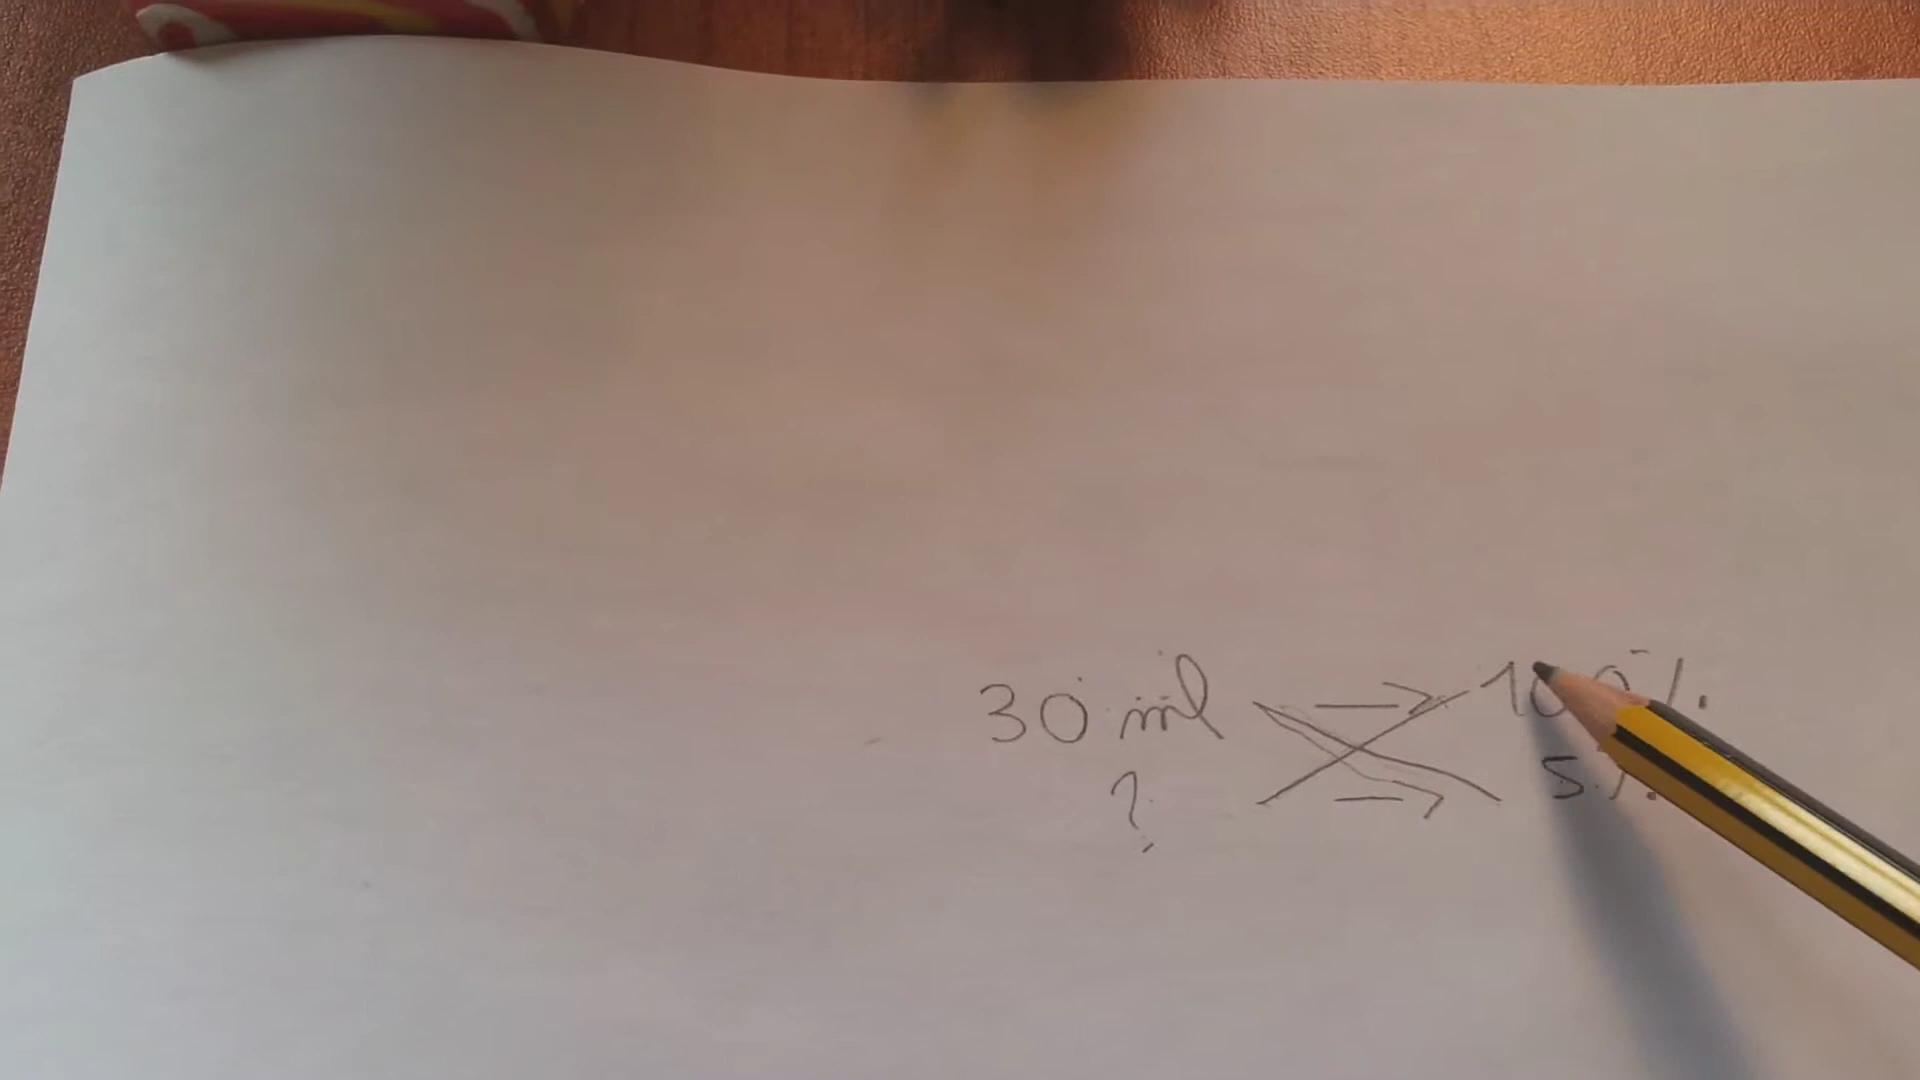 30 ml → 100%
? → 5%